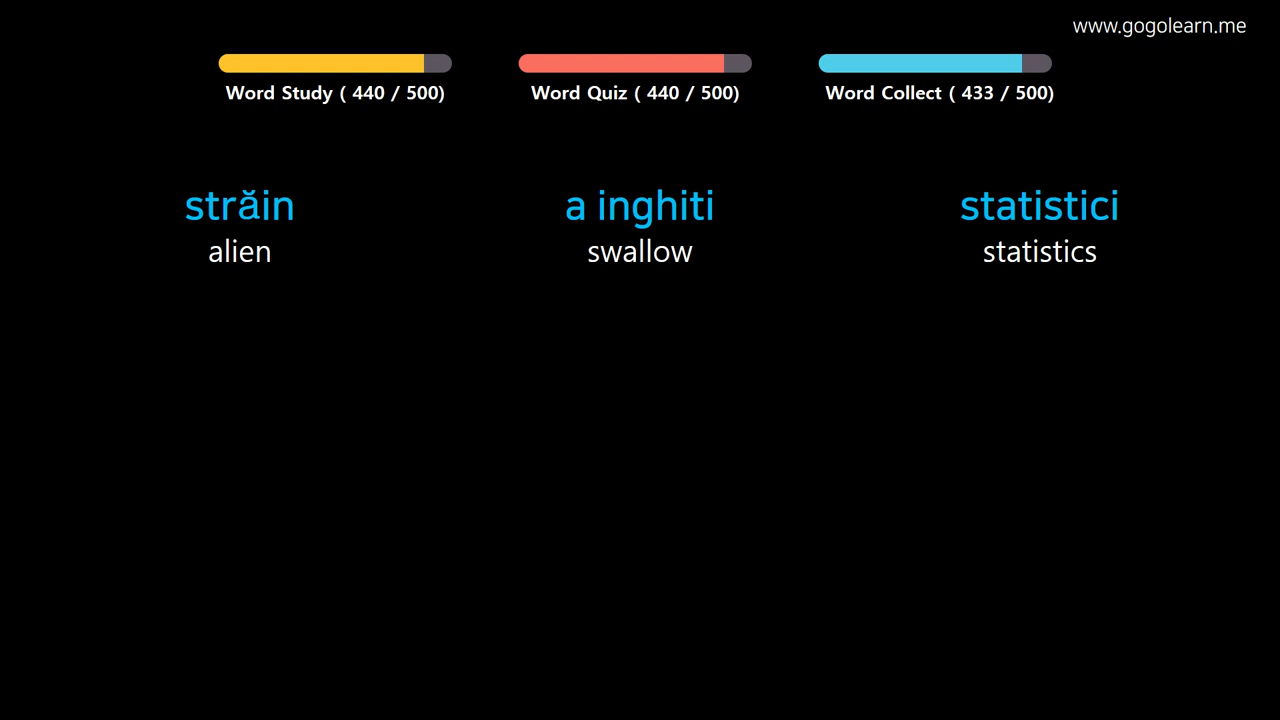 www.gogolearn.me
Word Study ( 440 / 500)
Word Quiz ( 440 / 500)
Word Collect ( 433 / 500)
străin
alien
a inghiti
swallow
statistici
statistics